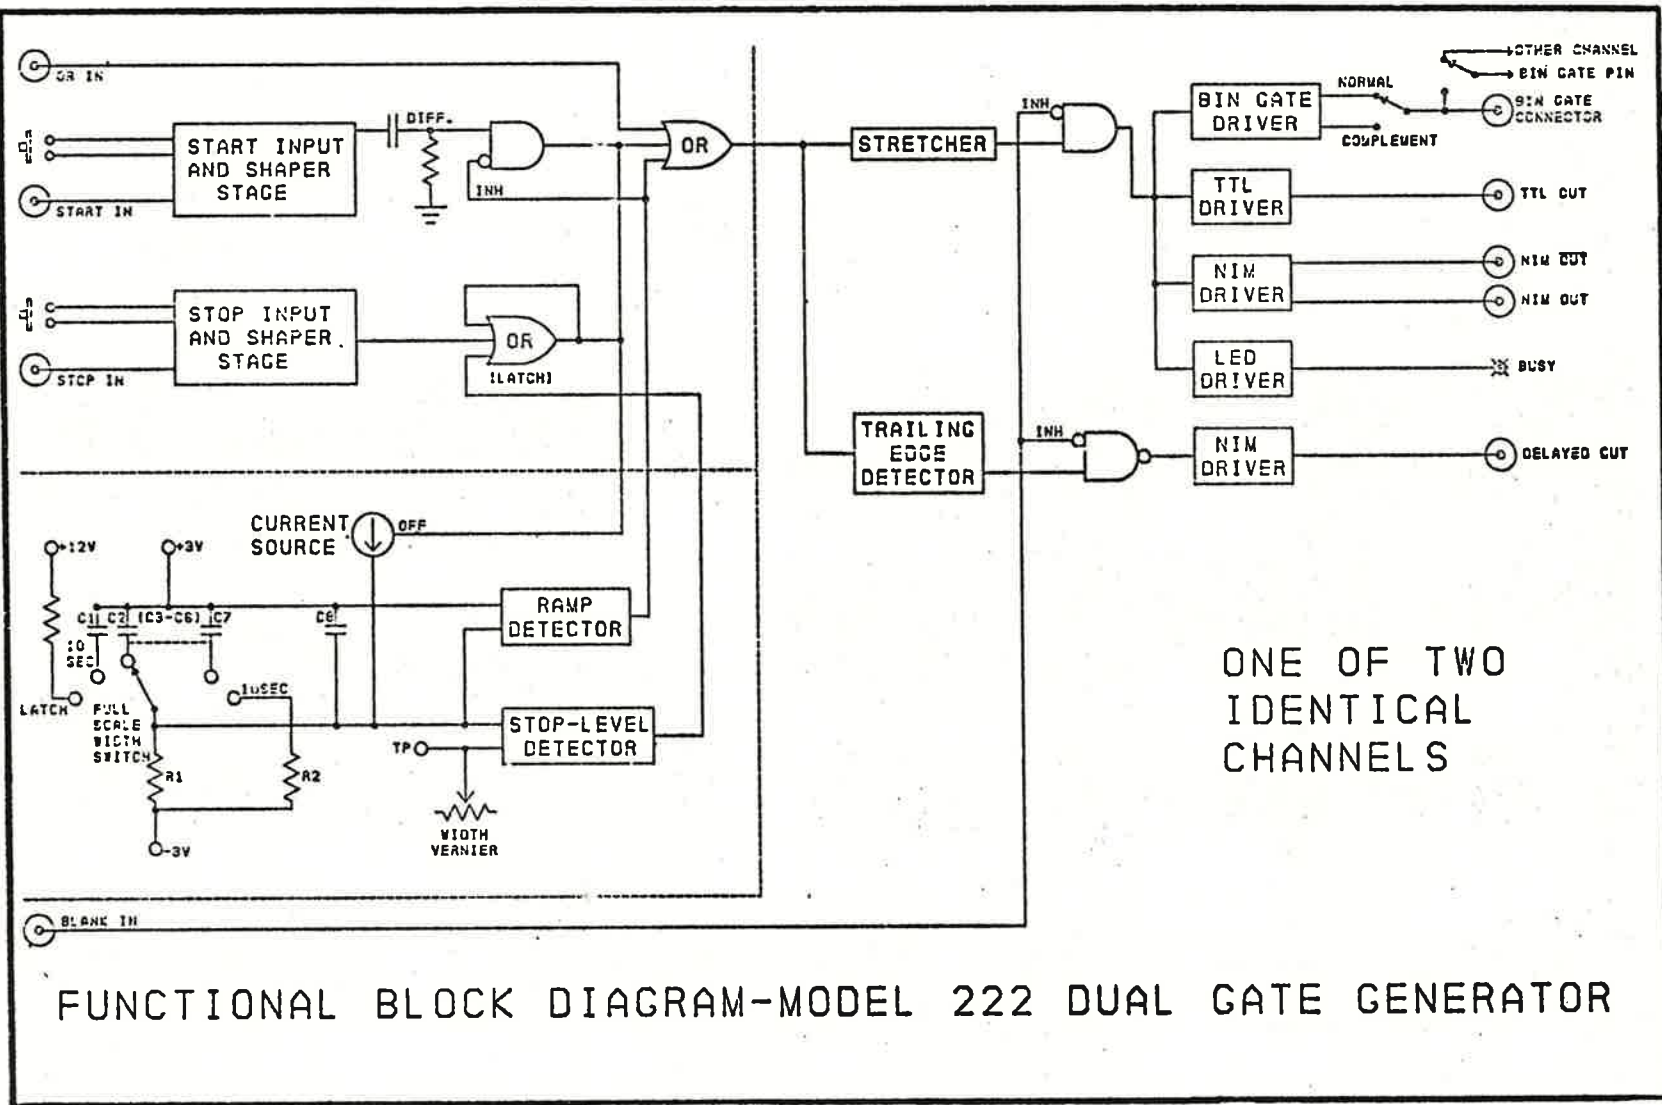 OR IN
START INPUT
AND SHAPER
STAGE
START IN
DIFF.
INH
OR
STOP INPUT
AND SHAPER
STAGE
STOP IN
OR
[LATCH]
STRETCHER
INH
BIN GATE
DRIVER
NORMAL
COMPLEMENT
OTHER CHANNEL
BIN GATE PIN
BIN GATE
CONNECTOR
TTL
DRIVER
TTL OUT
NIM
DRIVER
NIM OUT
NIM OUT
LED
DRIVER
BUSY
TRAILING
EDGE
DETECTOR
INH
NIM
DRIVER
DELAYED OUT
CURRENT
SOURCE
OFF
+12V
+3V
C1
C2
(C3-C6)
C7
C8
10
SEC
LATCH
FULL
SCALE
WIDTH
SWITCH
1uSEC
R1
R2
-3V
RAMP
DETECTOR
STOP-LEVEL
DETECTOR
TP
WIDTH
VERNIER
BLANK IN
ONE OF TWO
IDENTICAL
CHANNELS
FUNCTIONAL BLOCK DIAGRAM-MODEL 222 DUAL GATE GENERATOR